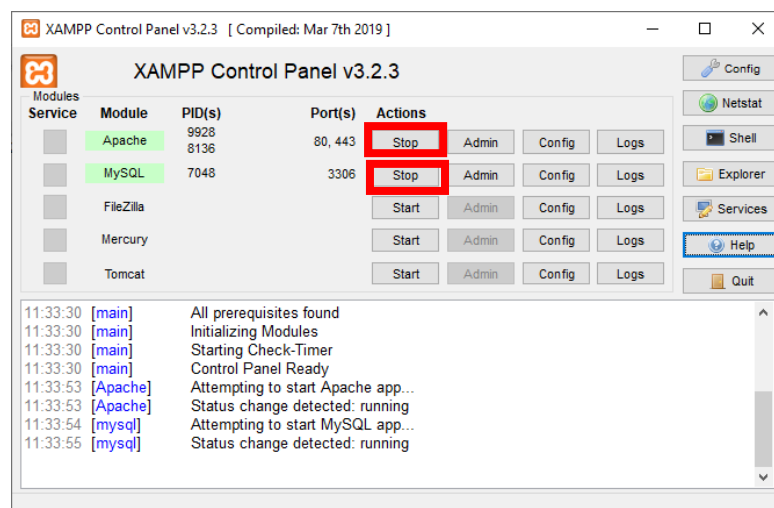 XAMPP Control Panel v3.2.3 [ Compiled: Mar 7th 2019 ]
XAMPP Control Panel v3.2.3
Config
Modules
Service Module PID(s) Port(s) Actions
Netstat
Apache 9928 8136 80, 443 Stop Admin Config Logs
Shell
MySQL 7048 3306 Stop Admin Config Logs
Explorer
FileZilla Start Admin Config Logs
Services
Mercury Start Admin Config Logs
Help
Tomcat Start Admin Config Logs
Quit
11:33:30 [main] All prerequisites found
11:33:30 [main] Initializing Modules
11:33:30 [main] Starting Check-Timer
11:33:30 [main] Control Panel Ready
11:33:53 [Apache] Attempting to start Apache app...
11:33:53 [Apache] Status change detected: running
11:33:54 [mysql] Attempting to start MySQL app...
11:33:55 [mysql] Status change detected: running